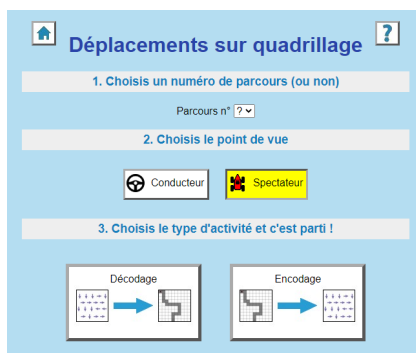 Déplacements sur quadrillage
?
1. Choisis un numéro de parcours (ou non)
Parcours n° ?
2. Choisis le point de vue
Conducteur
Spectateur
3. Choisis le type d'activité et c'est parti !
Décodage
Encodage